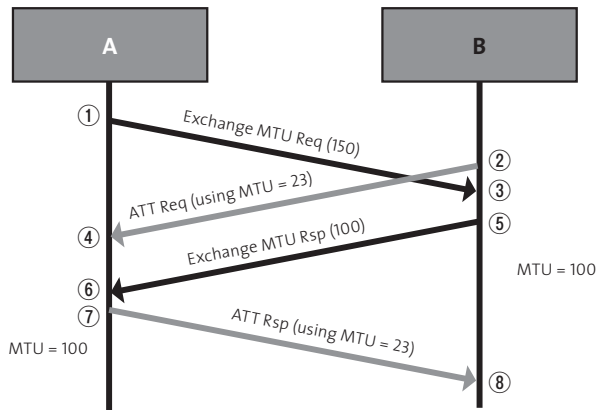 A
B
①
Exchange MTU Req (150)
②
③
ATT Req (using MTU = 23)
④
⑤
Exchange MTU Rsp (100)
MTU = 100
⑥
⑦
ATT Rsp (using MTU = 23)
MTU = 100
⑧